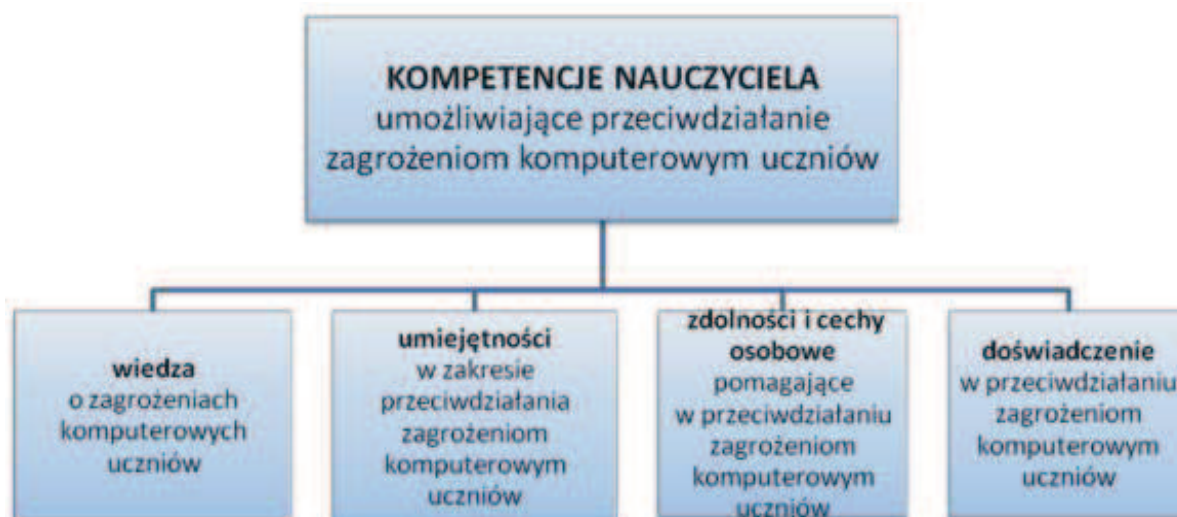 KOMPETENCJE NAUCZYCIELA
umożliwiające przeciwdziałanie
zagrożeniom komputerowym uczniów
wiedza
o zagrożeniach
komputerowych
uczniów
umiejętności
w zakresie
przeciwdziałania
zagrożeniom
komputerowym
uczniów
zdolności i cechy
osobowe
pomagające
w przeciwdziałaniu
zagrożeniom
komputerowym
uczniów
doświadczenie
w przeciwdziałaniu
zagrożeniom
komputerowym
uczniów